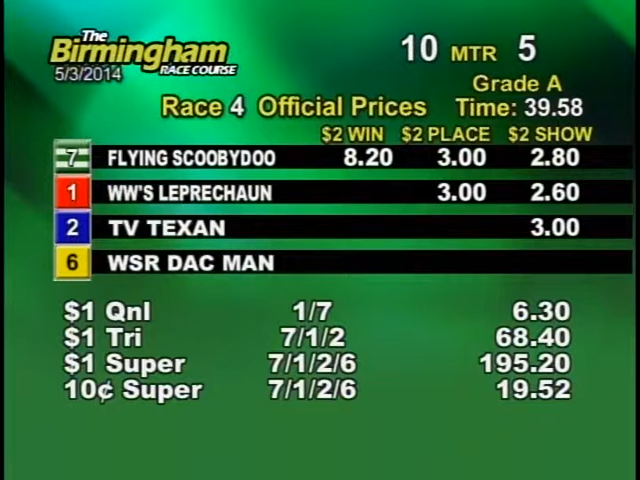 The
Birmingham
RACE COURSE
5/3/2014
10 MTR 5
Grade A
Race 4 Official Prices Time: 39.58
$2 WIN $2 PLACE $2 SHOW
7 FLYING SCOOBYDOO 8.20 3.00 2.80
1 WW'S LEPRECHAUN 3.00 2.60
2 TV TEXAN 3.00
6 WSR DAC MAN
$1 Qnl 1/7 6.30
$1 Tri 7/1/2 68.40
$1 Super 7/1/2/6 195.20
10¢ Super 7/1/2/6 19.52